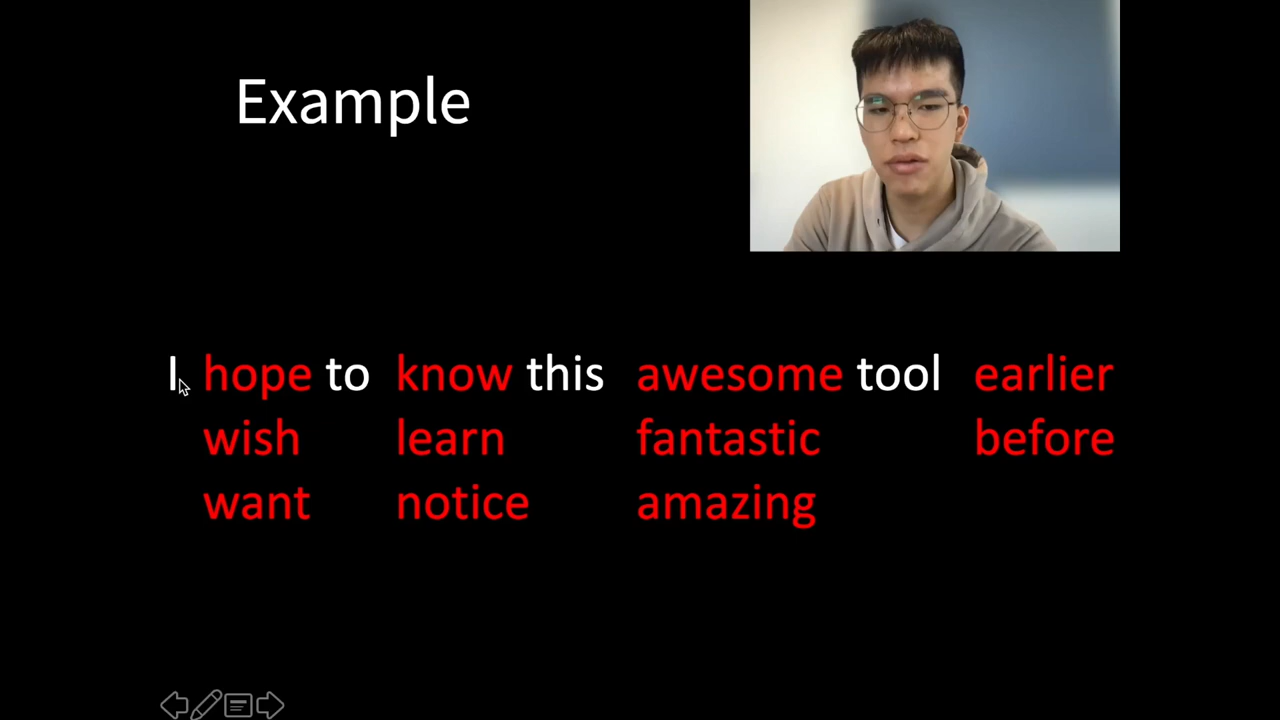 Example
I hope to know this awesome tool earlier
wish learn fantastic before
want notice amazing